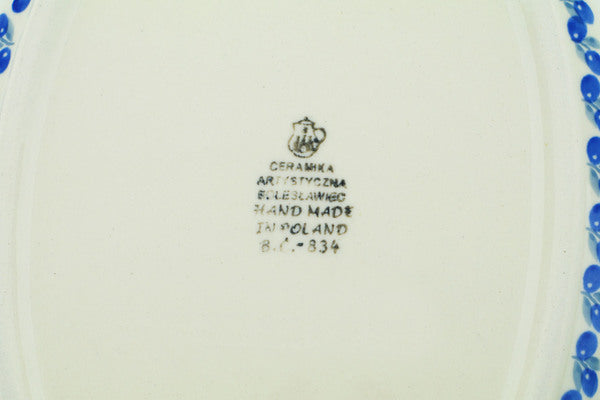 CERAMIKA
ARTYSTYCZNA
BOLESŁAWIEC
HAND MADE
IN POLAND
B.C.-834